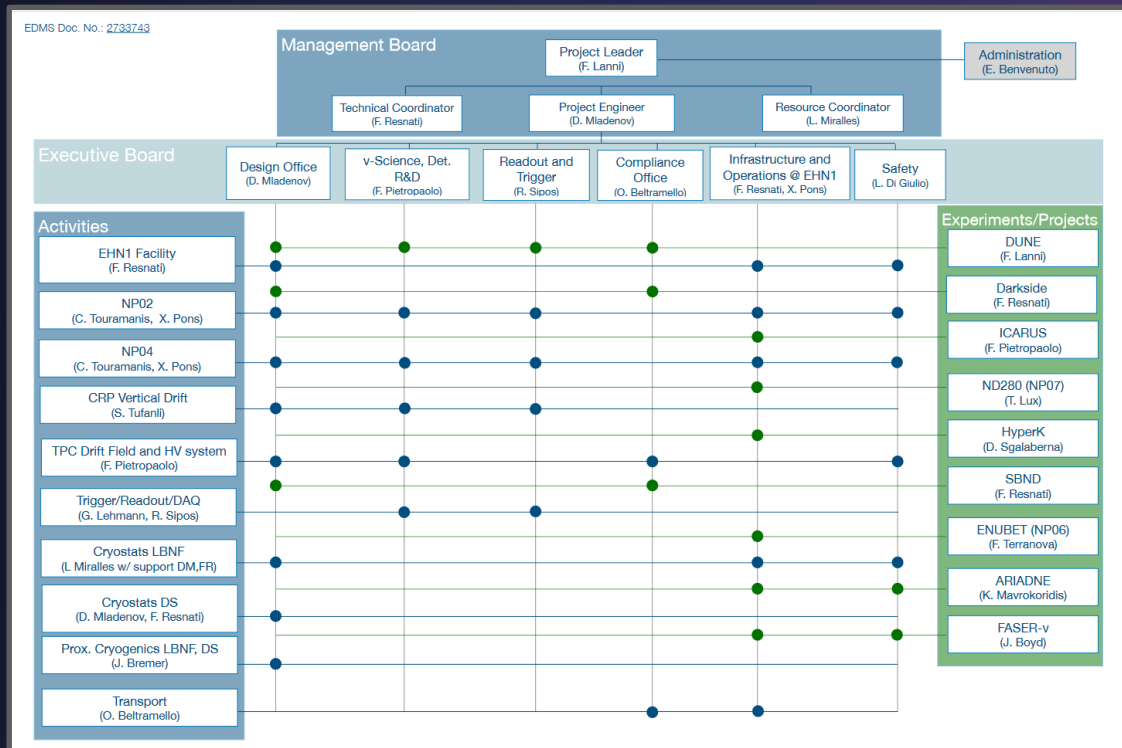 EDMS Doc. No.: 2733743
Management Board
Project Leader
(F. Lanni)
Administration
(E. Benvenuto)
Technical Coordinator
(F. Resnati)
Project Engineer
(D. Mladenov)
Resource Coordinator
(L. Miralles)
Executive Board
Design Office
(D. Mladenov)
v-Science, Det.
R&D
(F. Pietropaolo)
Readout and
Trigger
(R. Sipos)
Compliance
Office
(O. Beltramello)
Infrastructure and
Operations @ EHN1
(F. Resnati, X. Pons)
Safety
(L. Di Giulio)
Activities
EHN1 Facility
(F. Resnati)
NP02
(C. Touramanis, X. Pons)
NP04
(C. Touramanis, X. Pons)
CRP Vertical Drift
(S. Tufanli)
TPC Drift Field and HV system
(F. Pietropaolo)
Trigger/Readout/DAQ
(G. Lehmann, R. Sipos)
Cryostats LBNF
(L Miralles w/ support DM,FR)
Cryostats DS
(D. Mladenov, F. Resnati)
Prox. Cryogenics LBNF, DS
(J. Bremer)
Transport
(O. Beltramello)
Experiments/Projects
DUNE
(F. Lanni)
Darkside
(F. Resnati)
ICARUS
(F. Pietropaolo)
ND280 (NP07)
(T. Lux)
HyperK
(D. Sgalaberna)
SBND
(F. Resnati)
ENUBET (NP06)
(F. Terranova)
ARIADNE
(K. Mavrokoridis)
FASER-v
(J. Boyd)